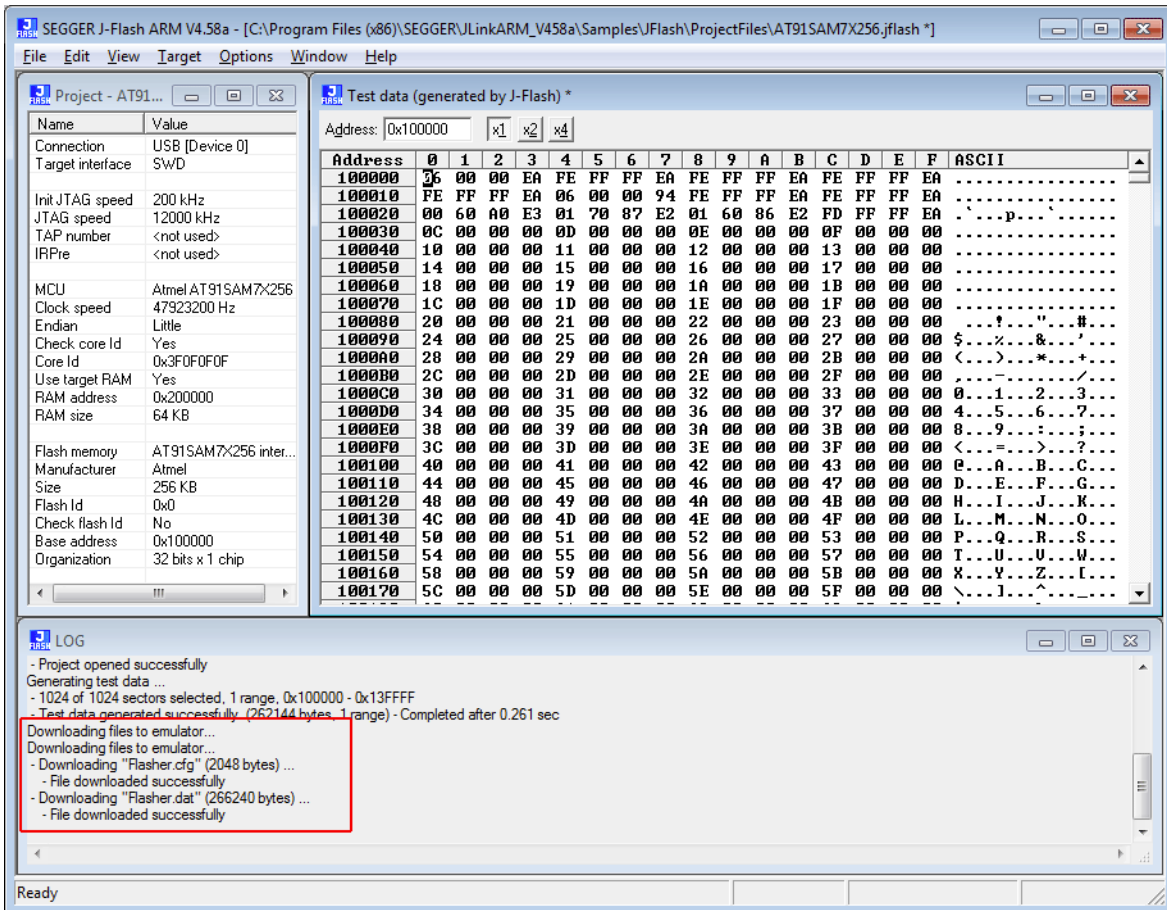 SEGGER J-Flash ARM V4.58a - [C:\Program Files (x86)\SEGGER\JLinkARM_V458a\Samples\JFlash\ProjectFiles\AT91SAM7X256.jflash *]
File Edit View Target Options Window Help
Project - AT91...
Name Value
Connection USB [Device 0]
Target interface SWD
Init JTAG speed 200 kHz
JTAG speed 12000 kHz
TAP number <not used>
IRPre <not used>
MCU Atmel AT91SAM7X256
Clock speed 47923200 Hz
Endian Little
Check core Id Yes
Core Id 0x3F0F0F0F
Use target RAM Yes
RAM address 0x200000
RAM size 64 KB
Flash memory AT91SAM7X256 inter...
Manufacturer Atmel
Size 256 KB
Flash Id 0x0
Check flash Id No
Base address 0x100000
Organization 32 bits x 1 chip
Test data (generated by J-Flash) *
Address: 0x100000 x1 x2 x4
Address 0 1 2 3 4 5 6 7 8 9 A B C D E F ASCII
100000 06 00 00 EA FE FF FF EA FE FF FF EA FE FF FF EA ................
100010 FE FF FF EA 06 00 00 94 FE FF FF EA FE FF FF EA ................
100020 00 60 A0 E3 01 70 87 E2 01 60 86 E2 FD FF FF EA .`...p...`......
100030 0C 00 00 00 0D 00 00 00 0E 00 00 00 0F 00 00 00 ................
100040 10 00 00 00 11 00 00 00 12 00 00 00 13 00 00 00 ................
100050 14 00 00 00 15 00 00 00 16 00 00 00 17 00 00 00 ................
100060 18 00 00 00 19 00 00 00 1A 00 00 00 1B 00 00 00 ................
100070 1C 00 00 00 1D 00 00 00 1E 00 00 00 1F 00 00 00 ................
100080 20 00 00 00 21 00 00 00 22 00 00 00 23 00 00 00  ...!..."...#...
100090 24 00 00 00 25 00 00 00 26 00 00 00 27 00 00 00 $...%...&...'...
1000A0 28 00 00 00 29 00 00 00 2A 00 00 00 2B 00 00 00 (...)...*...+...
1000B0 2C 00 00 00 2D 00 00 00 2E 00 00 00 2F 00 00 00 ,...-......./...
1000C0 30 00 00 00 31 00 00 00 32 00 00 00 33 00 00 00 0...1...2...3...
1000D0 34 00 00 00 35 00 00 00 36 00 00 00 37 00 00 00 4...5...6...7...
1000E0 38 00 00 00 39 00 00 00 3A 00 00 00 3B 00 00 00 8...9...:...;...
1000F0 3C 00 00 00 3D 00 00 00 3E 00 00 00 3F 00 00 00 <...=...>...?...
100100 40 00 00 00 41 00 00 00 42 00 00 00 43 00 00 00 @...A...B...C...
100110 44 00 00 00 45 00 00 00 46 00 00 00 47 00 00 00 D...E...F...G...
100120 48 00 00 00 49 00 00 00 4A 00 00 00 4B 00 00 00 H...I...J...K...
100130 4C 00 00 00 4D 00 00 00 4E 00 00 00 4F 00 00 00 L...M...N...O...
100140 50 00 00 00 51 00 00 00 52 00 00 00 53 00 00 00 P...Q...R...S...
100150 54 00 00 00 55 00 00 00 56 00 00 00 57 00 00 00 T...U...V...W...
100160 58 00 00 00 59 00 00 00 5A 00 00 00 5B 00 00 00 X...Y...Z...[...
100170 5C 00 00 00 5D 00 00 00 5E 00 00 00 5F 00 00 00 \...]...^..._...
LOG
- Project opened successfully
Generating test data ...
- 1024 of 1024 sectors selected, 1 range, 0x100000 - 0x13FFFF
- Test data generated successfully. (262144 bytes, 1 range) - Completed after 0.261 sec
Downloading files to emulator...
Downloading files to emulator...
- Downloading "Flasher.cfg" (2048 bytes) ...
- File downloaded successfully
- Downloading "Flasher.dat" (266240 bytes) ...
- File downloaded successfully
Ready